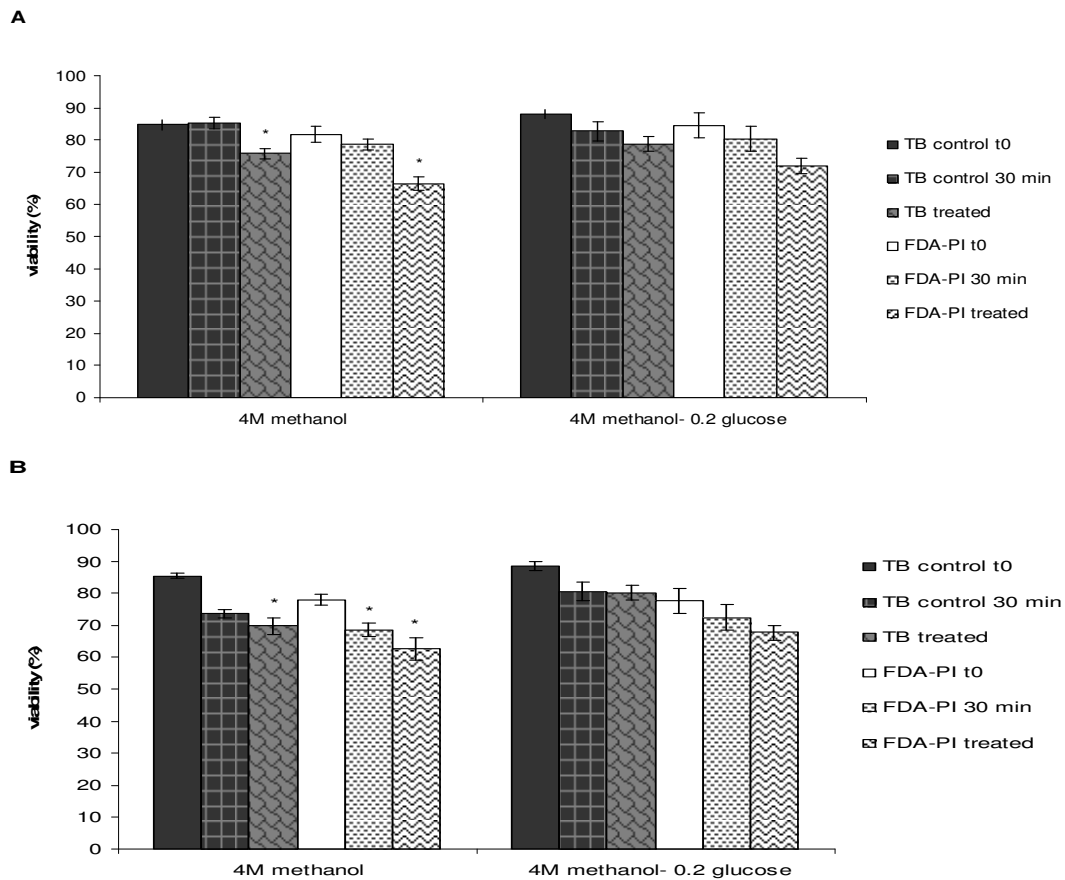 A
100
90
80
70
60
50
40
30
20
10
0
viability (%)
*
*
4M methanol
4M methanol- 0.2 glucose
TB control t0
TB control 30 min
TB treated
FDA-PI t0
FDA-PI 30 min
FDA-PI treated
B
100
90
80
70
60
50
40
30
20
10
0
viability (%)
*
*
*
4M methanol
4M methanol- 0.2 glucose
TB control t0
TB control 30 min
TB treated
FDA-PI t0
FDA-PI 30 min
FDA-PI treated